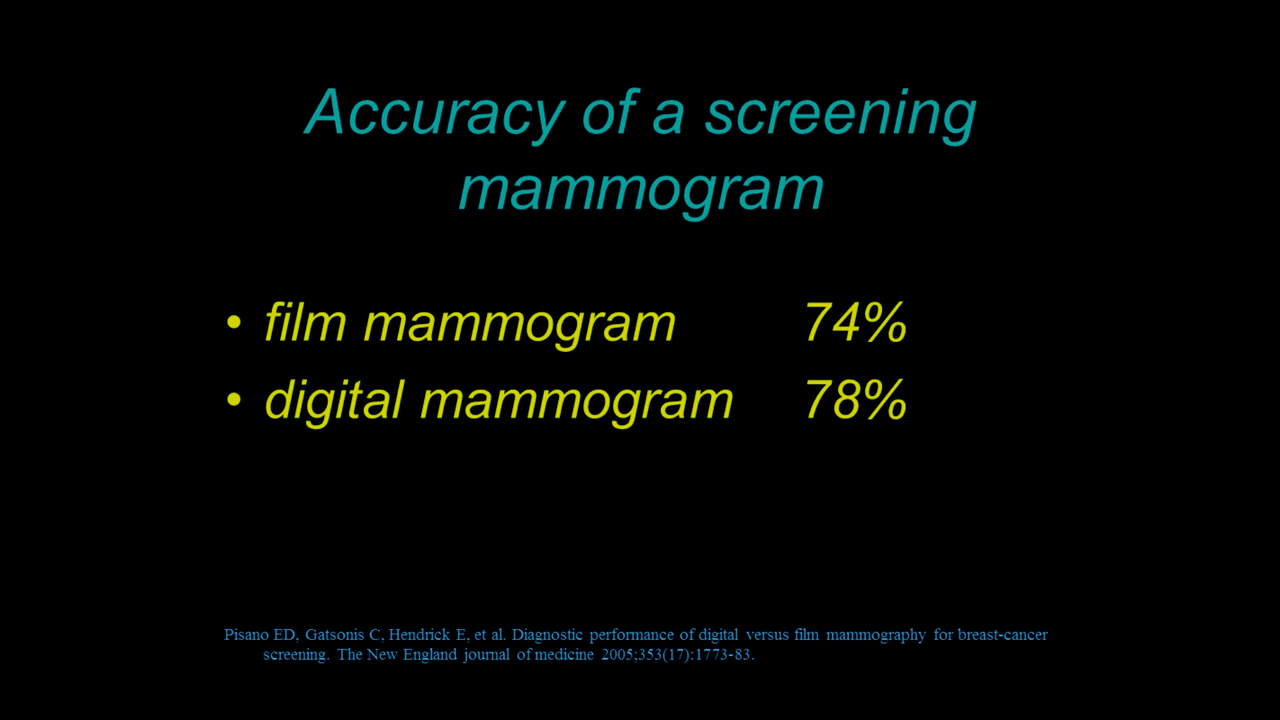 Accuracy of a screening
mammogram
• film mammogram 74%
• digital mammogram 78%
Pisano ED, Gatsonis C, Hendrick E, et al. Diagnostic performance of digital versus film mammography for breast-cancer
screening. The New England journal of medicine 2005;353(17):1773-83.